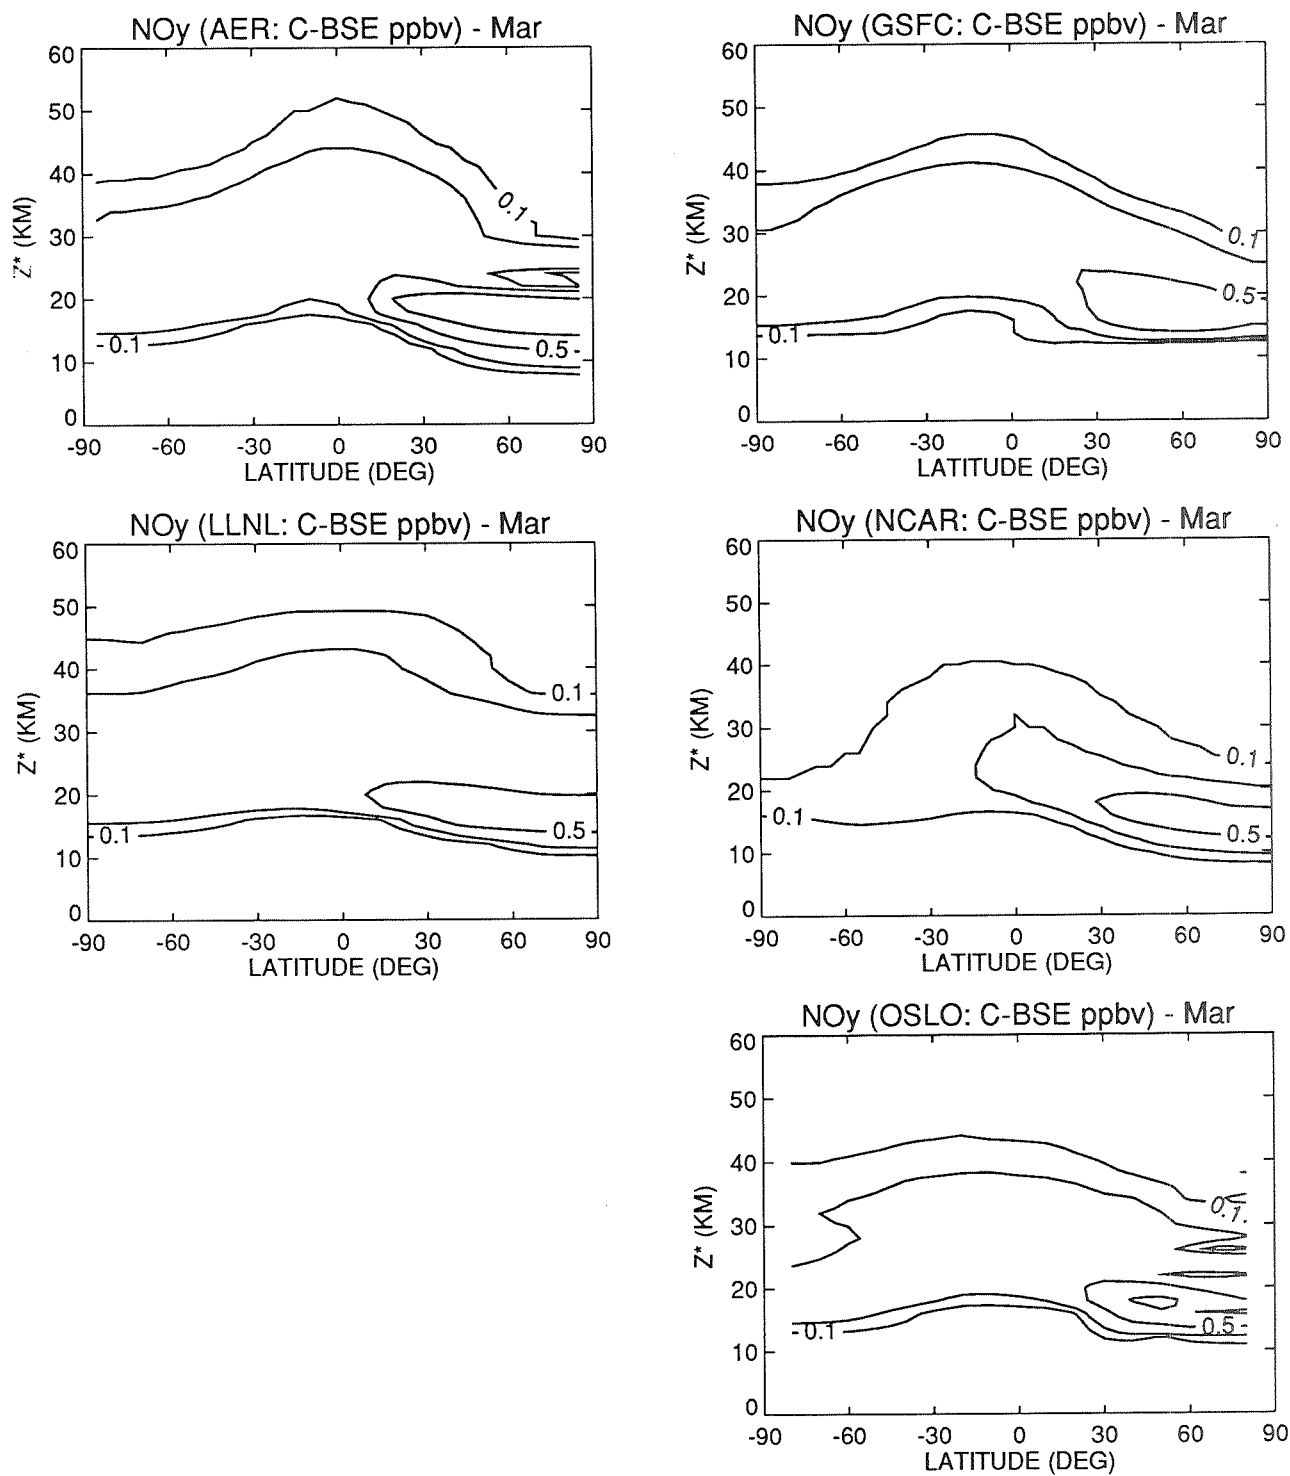 NOy (AER: C-BSE ppbv) - Mar
60
50
40
30
20
10
0
Z* (KM)
0.1
0.1
0.5
-90 -60 -30 0 30 60 90
LATITUDE (DEG)
NOy (GSFC: C-BSE ppbv) - Mar
60
50
40
30
20
10
0
Z* (KM)
0.1
0.5
0.1
-90 -60 -30 0 30 60 90
LATITUDE (DEG)
NOy (LLNL: C-BSE ppbv) - Mar
60
50
40
30
20
10
0
Z* (KM)
0.1
0.1
0.5
-90 -60 -30 0 30 60 90
LATITUDE (DEG)
NOy (NCAR: C-BSE ppbv) - Mar
60
50
40
30
20
10
0
Z* (KM)
0.1
0.1
0.5
-90 -60 -30 0 30 60 90
LATITUDE (DEG)
NOy (OSLO: C-BSE ppbv) - Mar
60
50
40
30
20
10
0
Z* (KM)
0.1
0.1
0.5
-90 -60 -30 0 30 60 90
LATITUDE (DEG)